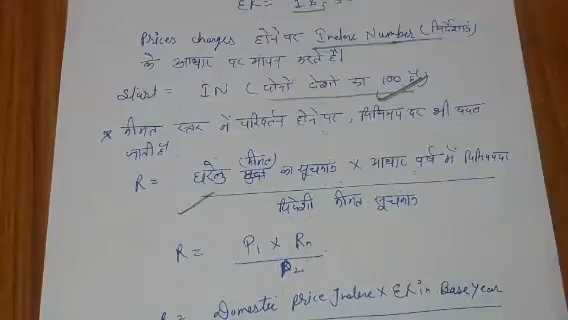 ER =
Prices changes होने पर Index Number (निर्देशांक)
के आधार पर मापन करते हैं।
Start = IN ( दोनो देशो का 100 है)
* कीमत स्तर में परिवर्तन होने पर, विनिमय दर भी बदल
जाती है
R = घरेलु (कीमत) का सूचकांक × आधार वर्ष में विनिमय दर
विदेशी कीमत सूचकांक
R = P1 × Rn
P2
R = Domestic Price Index × ER in Base Year